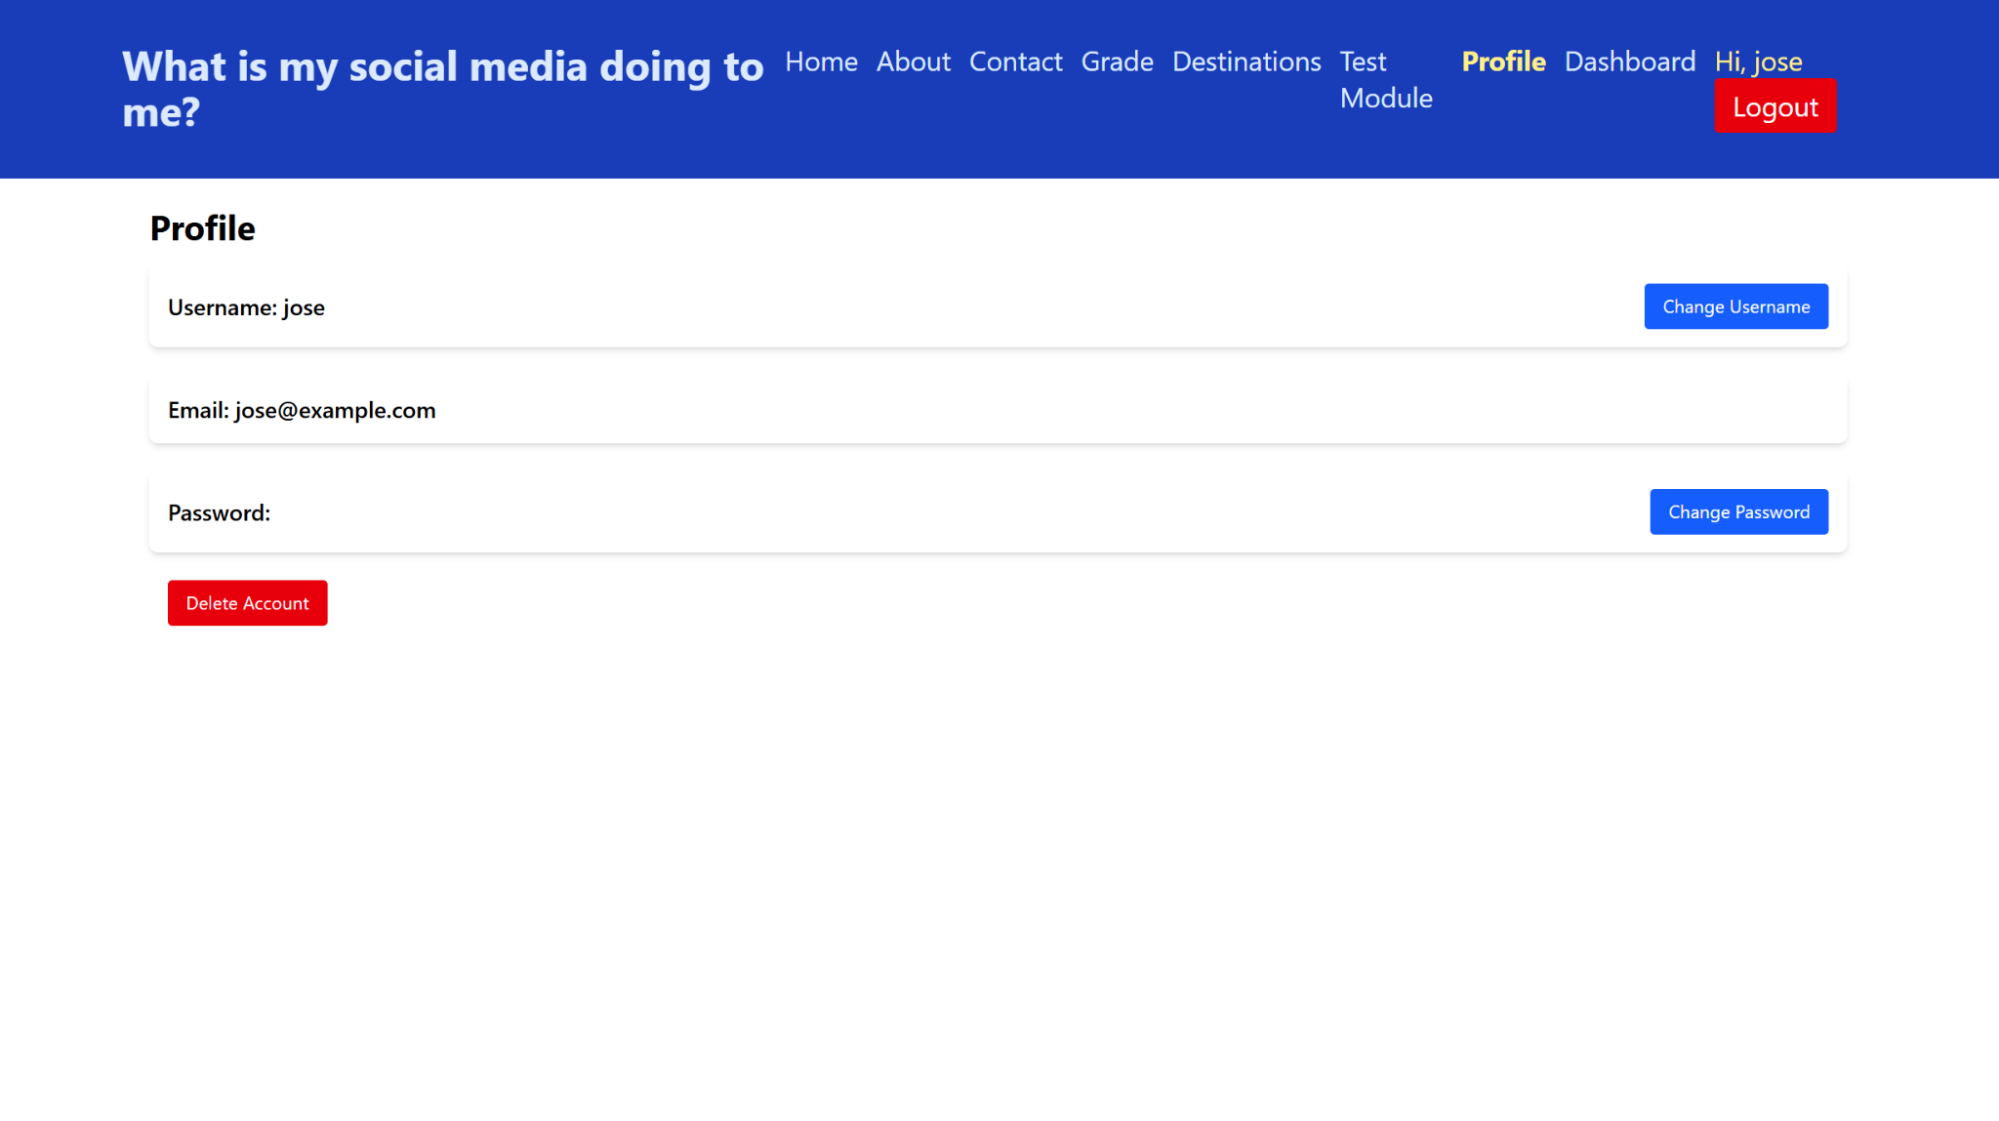 What is my social media doing to
me?
Home About Contact Grade Destinations Test
Module Profile Dashboard Hi, jose
Logout
Profile
Username: jose
Change Username
Email: jose@example.com
Password:
Change Password
Delete Account